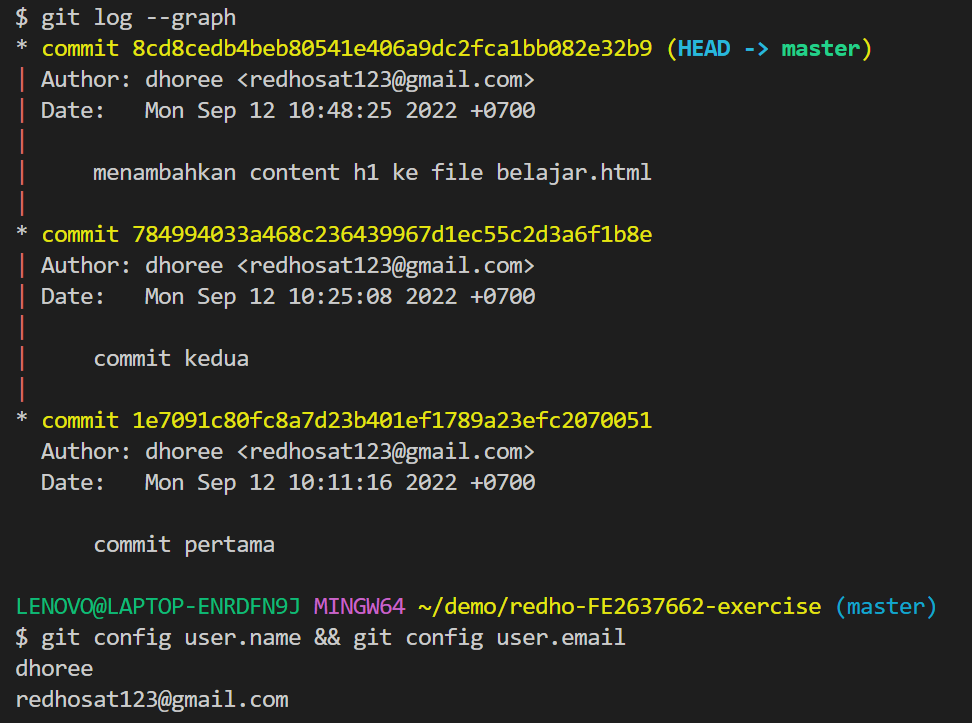 $ git log --graph
* commit 8cd8cedb4beb80541e406a9dc2fca1bb082e32b9 (HEAD -> master)
| Author: dhoree <redhosat123@gmail.com>
| Date:   Mon Sep 12 10:48:25 2022 +0700
|
|     menambahkan content h1 ke file belajar.html
|
* commit 784994033a468c236439967d1ec55c2d3a6f1b8e
| Author: dhoree <redhosat123@gmail.com>
| Date:   Mon Sep 12 10:25:08 2022 +0700
|
|     commit kedua
|
* commit 1e7091c80fc8a7d23b401ef1789a23efc2070051
  Author: dhoree <redhosat123@gmail.com>
  Date:   Mon Sep 12 10:11:16 2022 +0700

      commit pertama

LENOVO@LAPTOP-ENRDFN9J MINGW64 ~/demo/redho-FE2637662-exercise (master)
$ git config user.name && git config user.email
dhoree
redhosat123@gmail.com